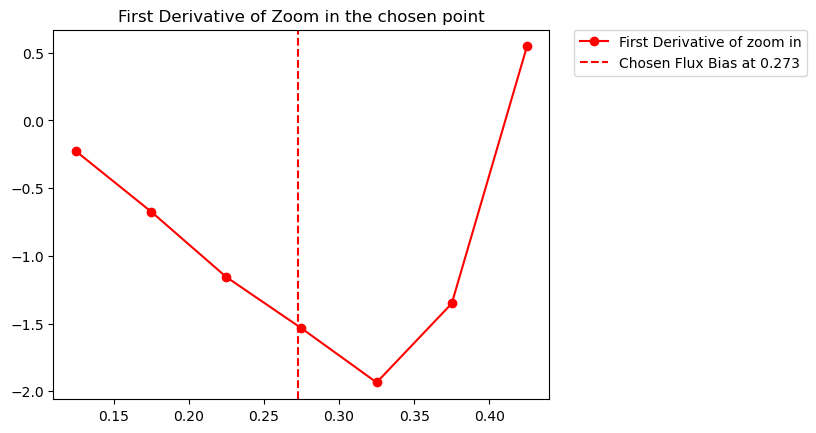 First Derivative of Zoom in the chosen point
First Derivative of zoom in
Chosen Flux Bias at 0.273
0.5
0.0
−0.5
−1.0
−1.5
−2.0
0.15 0.20 0.25 0.30 0.35 0.40